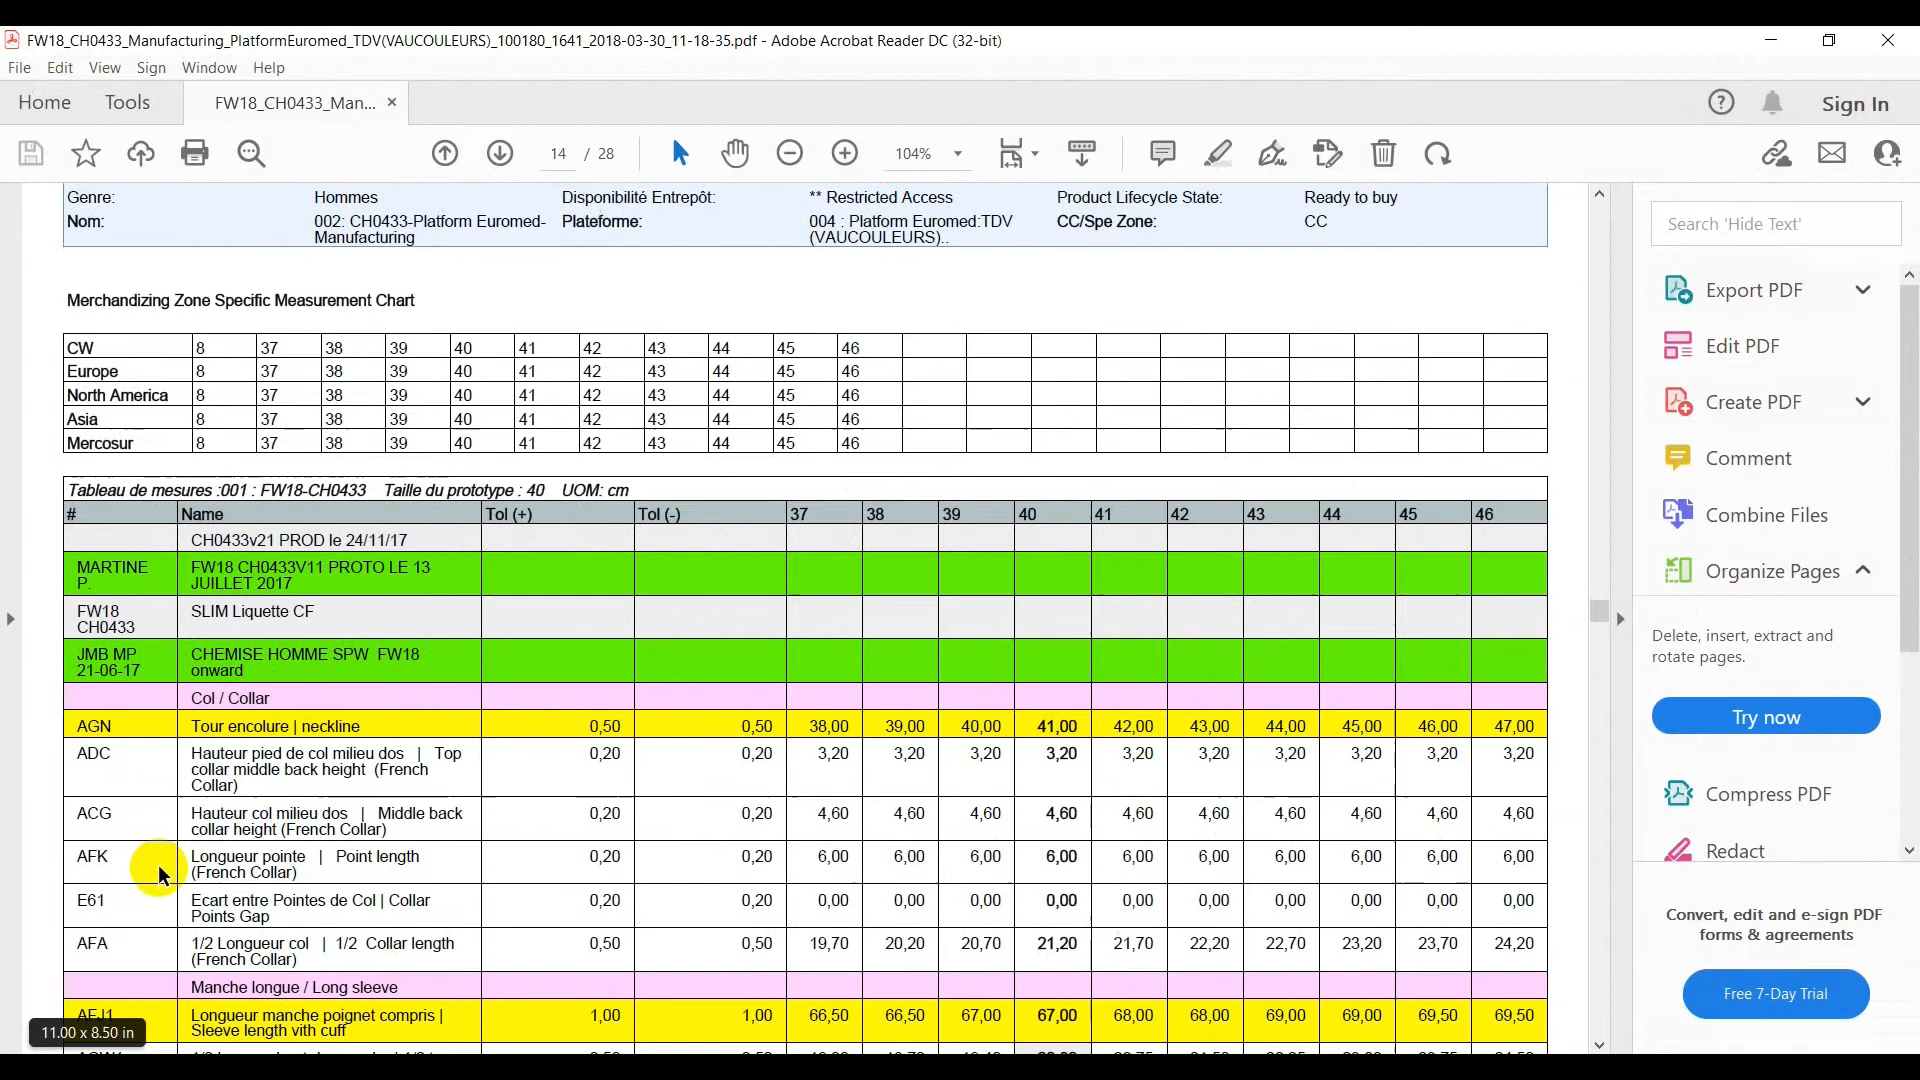 FW18_CH0433_Manufacturing_PlatformEuromed_TDV(VAUCOULEURS)_100180_1641_2018-03-30_11-18-35.pdf - Adobe Acrobat Reader DC (32-bit)
File Edit View Sign Window Help
Home Tools FW18_CH0433_Man... × Sign In
14 / 28 104%
Genre: Hommes Disponibilité Entrepôt: ** Restricted Access Product Lifecycle State: Ready to buy
Nom: 002: CH0433-Platform Euromed- Plateforme: 004 : Platform Euromed:TDV CC/Spe Zone: CC
Manufacturing (VAUCOULEURS)..
Merchandizing Zone Specific Measurement Chart
CW 8 37 38 39 40 41 42 43 44 45 46
Europe 8 37 38 39 40 41 42 43 44 45 46
North America 8 37 38 39 40 41 42 43 44 45 46
Asia 8 37 38 39 40 41 42 43 44 45 46
Mercosur 8 37 38 39 40 41 42 43 44 45 46
Tableau de mesures :001 : FW18-CH0433 Taille du prototype : 40 UOM: cm
# Name Tol (+) Tol (-) 37 38 39 40 41 42 43 44 45 46
CH0433v21 PROD le 24/11/17
MARTINE FW18 CH0433V11 PROTO LE 13
P. JUILLET 2017
FW18 SLIM Liquette CF
CH0433
JMB MP CHEMISE HOMME SPW FW18
21-06-17 onward
Col / Collar
AGN Tour encolure | neckline 0,50 0,50 38,00 39,00 40,00 41,00 42,00 43,00 44,00 45,00 46,00 47,00
ADC Hauteur pied de col milieu dos | Top 0,20 0,20 3,20 3,20 3,20 3,20 3,20 3,20 3,20 3,20 3,20 3,20
collar middle back height (French
Collar)
ACG Hauteur col milieu dos | Middle back 0,20 0,20 4,60 4,60 4,60 4,60 4,60 4,60 4,60 4,60 4,60 4,60
collar height (French Collar)
AFK Longueur pointe | Point length 0,20 0,20 6,00 6,00 6,00 6,00 6,00 6,00 6,00 6,00 6,00 6,00
(French Collar)
E61 Ecart entre Pointes de Col | Collar 0,20 0,20 0,00 0,00 0,00 0,00 0,00 0,00 0,00 0,00 0,00 0,00
Points Gap
AFA 1/2 Longueur col | 1/2 Collar length 0,50 0,50 19,70 20,20 20,70 21,20 21,70 22,20 22,70 23,20 23,70 24,20
(French Collar)
Manche longue / Long sleeve
AFJ1 Longueur manche poignet compris | 1,00 1,00 66,50 66,50 67,00 67,00 68,00 68,00 69,00 69,00 69,50 69,50
Sleeve length vith cuff
11.00 x 8.50 in
Search 'Hide Text'
Export PDF
Edit PDF
Create PDF
Comment
Combine Files
Organize Pages
Delete, insert, extract and
rotate pages.
Try now
Compress PDF
Redact
Convert, edit and e-sign PDF
forms & agreements
Free 7-Day Trial